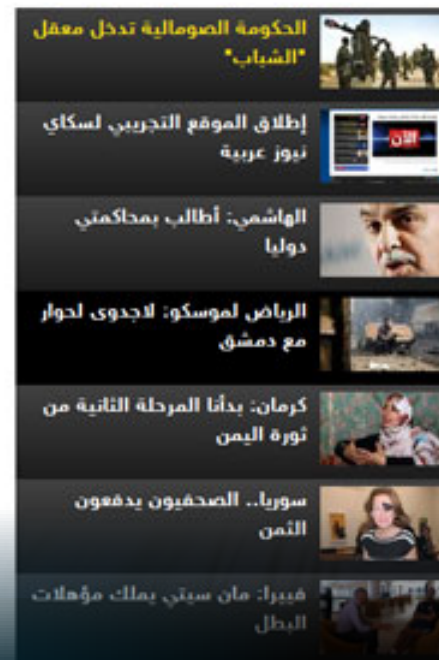 الحكومة الصومالية تدخل معقل
"الشباب"
إطلاق الموقع التجريبي لسكاي
نيوز عربية
الآن
الهاشمي: أطالب بمحاكمتي
دوليا
الرياض لموسكو: لاجدوى لحوار
مع دمشق
كرمان: بدأنا المرحلة الثانية من
ثورة اليمن
سوريا.. الصحفيون يدفعون
الثمن
فييرا: مان سيتي يملك مؤهلات
البطل